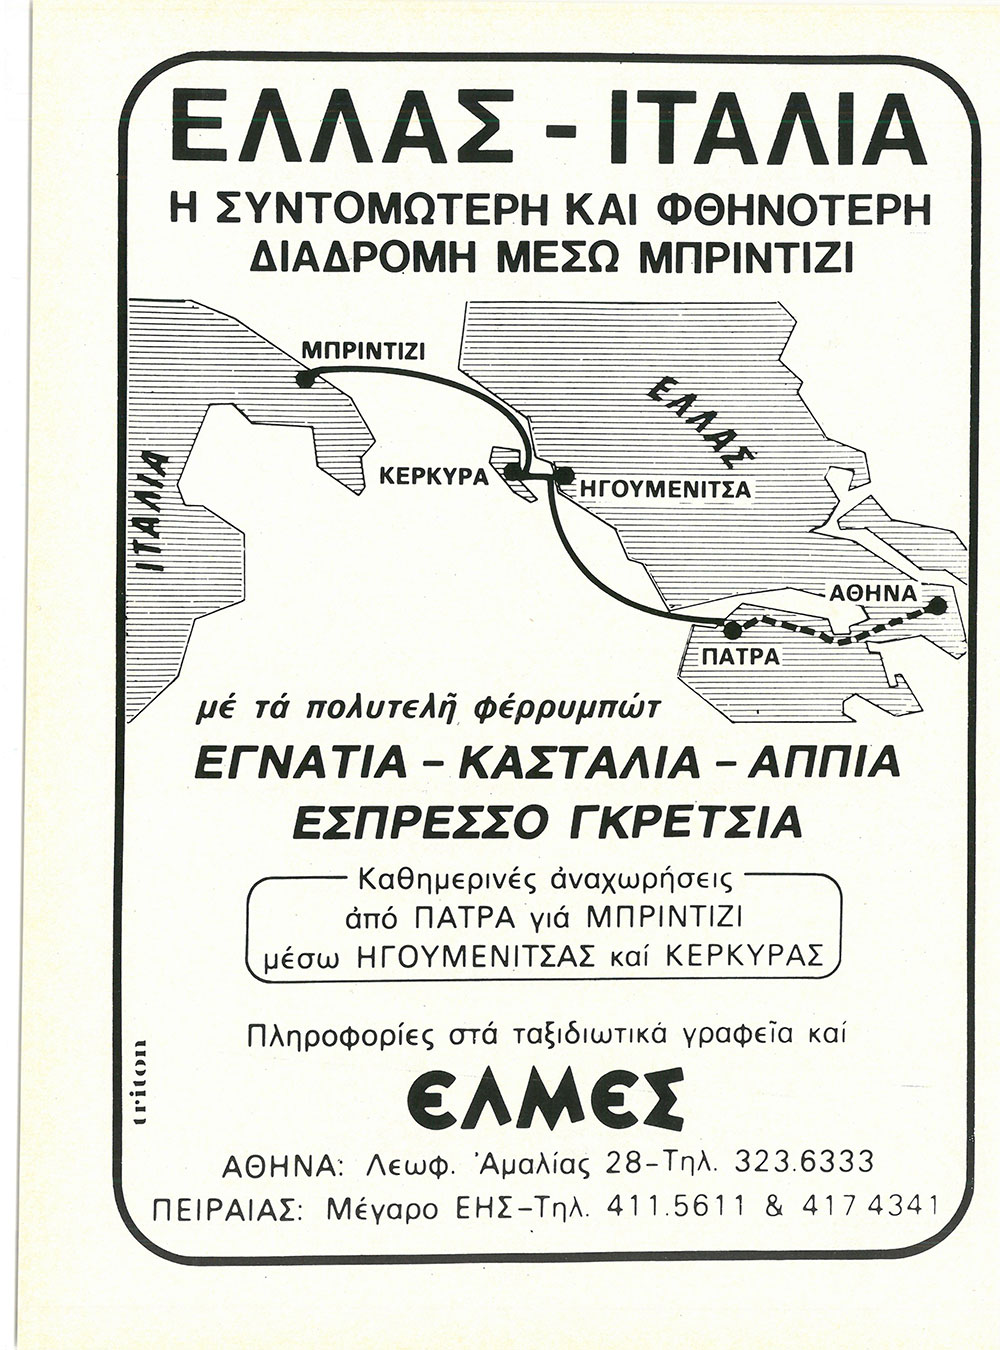 ΕΛΛΑΣ - ΙΤΑΛΙΑ
Η ΣΥΝΤΟΜΩΤΕΡΗ ΚΑΙ ΦΘΗΝΟΤΕΡΗ
ΔΙΑΔΡΟΜΗ ΜΕΣΩ ΜΠΡΙΝΤΙΖΙ
ΜΠΡΙΝΤΙΖΙ
ΕΛΛΑΣ
ΙΤΑΛΙΑ
ΚΕΡΚΥΡΑ
ΗΓΟΥΜΕΝΙΤΣΑ
ΑΘΗΝΑ
ΠΑΤΡΑ
μέ τά πολυτελῆ φέρρυμπώτ
ΕΓΝΑΤΙΑ - ΚΑΣΤΑΛΙΑ - ΑΠΠΙΑ
ΕΣΠΡΕΣΣΟ ΓΚΡΕΤΣΙΑ
Καθημερινές ἀναχωρήσεις
ἀπό ΠΑΤΡΑ γιά ΜΠΡΙΝΤΙΖΙ
μέσω ΗΓΟΥΜΕΝΙΤΣΑΣ καί ΚΕΡΚΥΡΑΣ
Πληροφορίες στά ταξιδιωτικά γραφεῖα καί
ΕΛΜΕΣ
ΑΘΗΝΑ: Λεωφ. Ἀμαλίας 28-Τηλ. 323.6333
ΠΕΙΡΑΙΑΣ: Μέγαρο ΕΗΣ-Τηλ. 411.5611 & 417 4341
triton